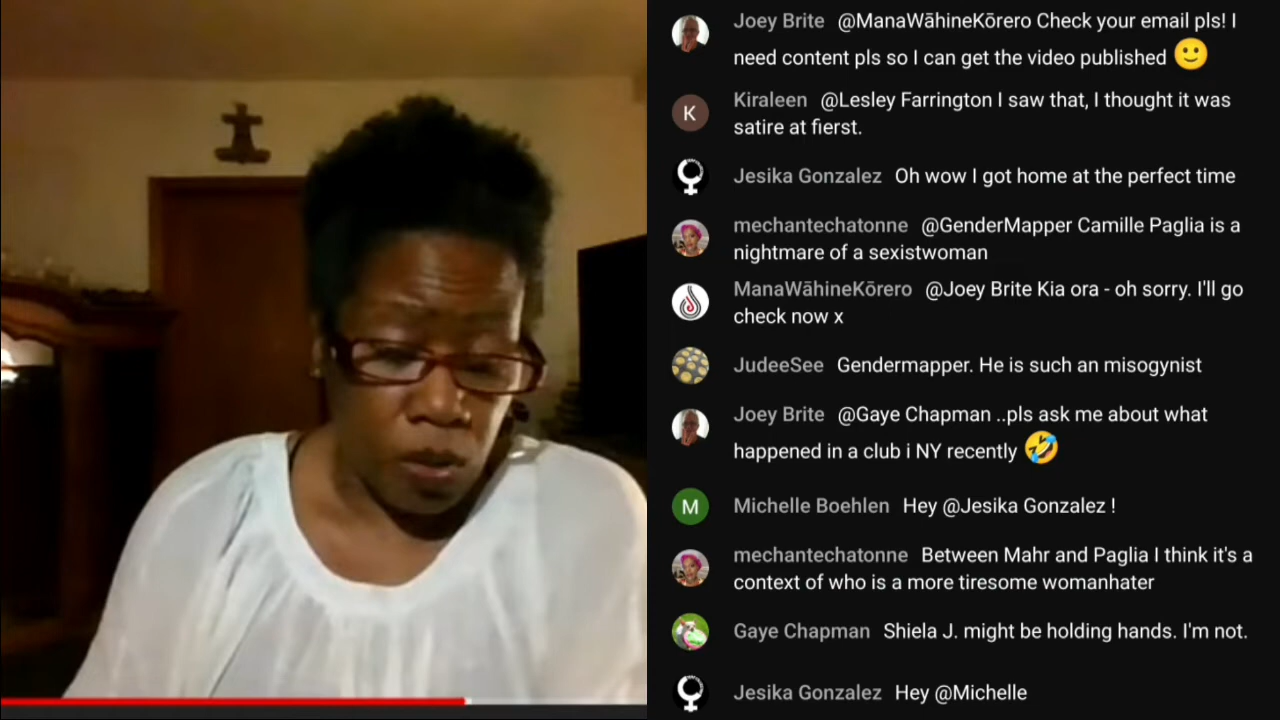 Joey Brite @ManaWāhineKōrero Check your email pls! I
need content pls so I can get the video published 🙂
K
Kiraleen @Lesley Farrington I saw that, I thought it was
satire at fierst.
Jesika Gonzalez Oh wow I got home at the perfect time
mechantechatonne @GenderMapper Camille Paglia is a
nightmare of a sexistwoman
ManaWāhineKōrero @Joey Brite Kia ora - oh sorry. I'll go
check now x
JudeeSee Gendermapper. He is such an misogynist
Joey Brite @Gaye Chapman ..pls ask me about what
happened in a club i NY recently 🤣
M
Michelle Boehlen Hey @Jesika Gonzalez !
mechantechatonne Between Mahr and Paglia I think it's a
context of who is a more tiresome womanhater
Gaye Chapman Shiela J. might be holding hands. I'm not.
Jesika Gonzalez Hey @Michelle